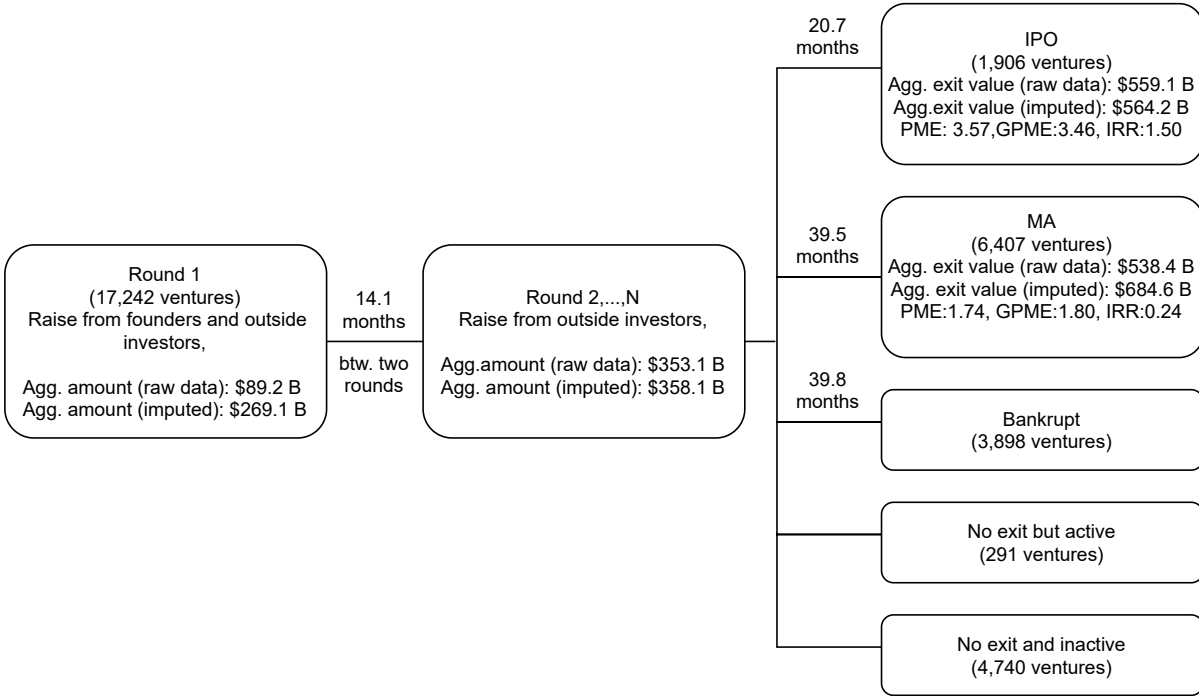 Round 1
(17,242 ventures)
Raise from founders and outside
investors,
Agg. amount (raw data): $89.2 B
Agg. amount (imputed): $269.1 B
14.1
months
btw. two
rounds
Round 2,...,N
Raise from outside investors,
Agg.amount (raw data): $353.1 B
Agg. amount (imputed): $358.1 B
20.7
months
IPO
(1,906 ventures)
Agg. exit value (raw data): $559.1 B
Agg.exit value (imputed): $564.2 B
PME: 3.57,GPME:3.46, IRR:1.50
39.5
months
MA
(6,407 ventures)
Agg. exit value (raw data): $538.4 B
Agg. exit value (imputed): $684.6 B
PME:1.74, GPME:1.80, IRR:0.24
39.8
months
Bankrupt
(3,898 ventures)
No exit but active
(291 ventures)
No exit and inactive
(4,740 ventures)